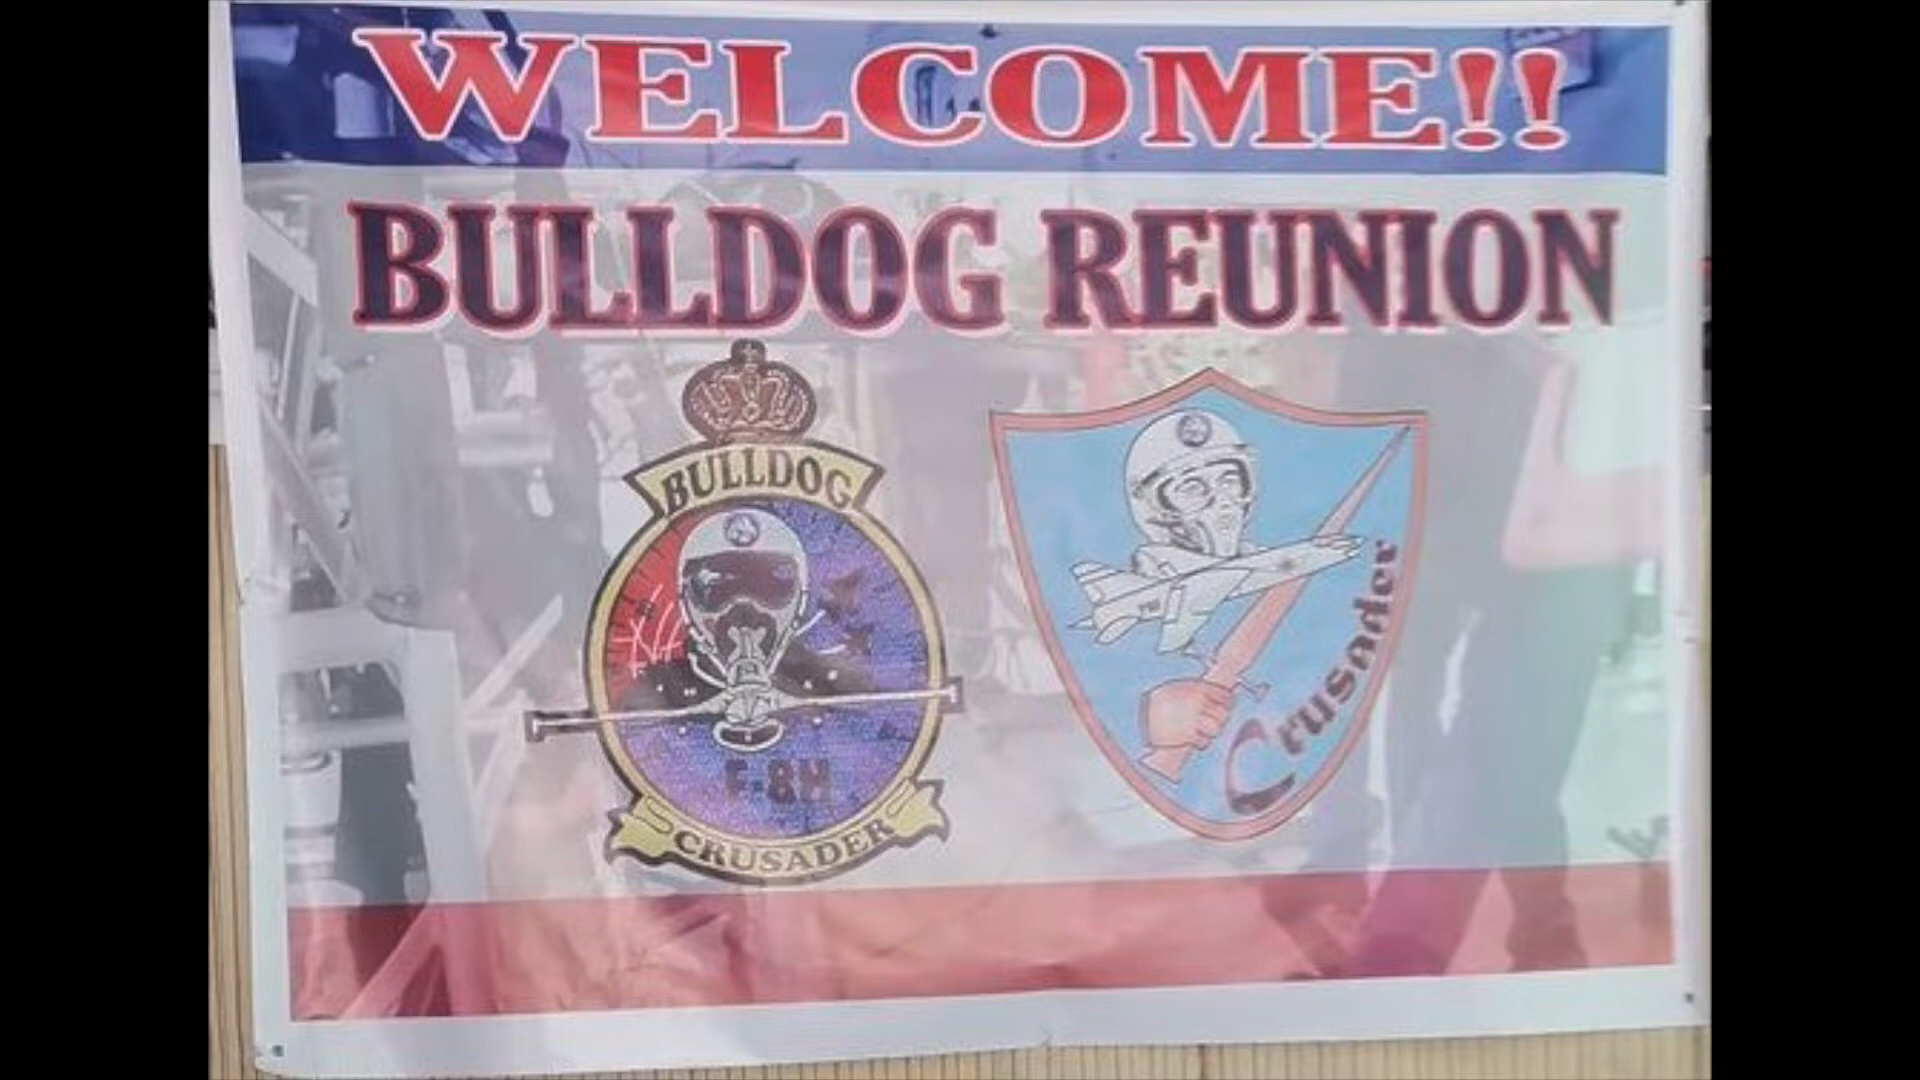 WELCOME!!
BULLDOG REUNION
BULLDOG
F-8H
CRUSADER
Crusader